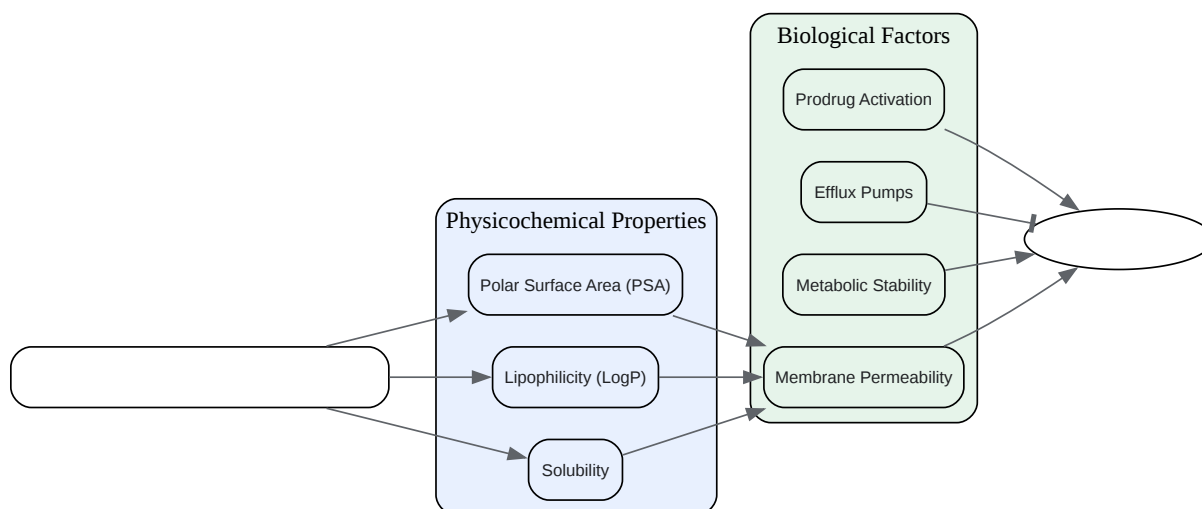 Physicochemical Properties
Polar Surface Area (PSA)
Lipophilicity (LogP)
Solubility
Biological Factors
Prodrug Activation
Efflux Pumps
Metabolic Stability
Membrane Permeability